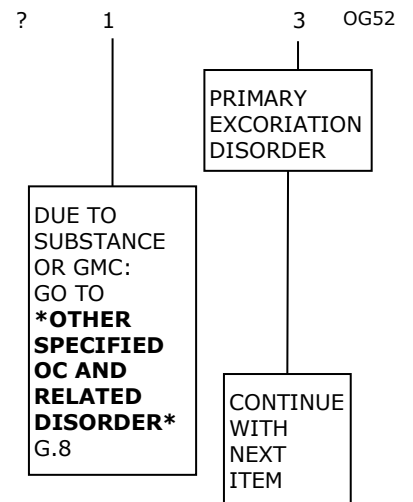 ? 1 3 OG52
PRIMARY
EXCORIATION
DISORDER
DUE TO
SUBSTANCE
OR GMC:
GO TO
*OTHER
SPECIFIED
OC AND
RELATED
DISORDER*
G.8
CONTINUE
WITH
NEXT
ITEM